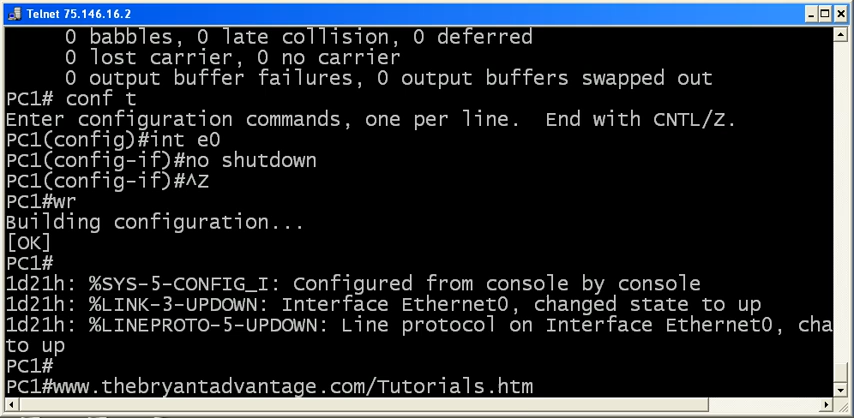 Telnet 75.146.16.2
0 babbles, 0 late collision, 0 deferred
0 lost carrier, 0 no carrier
0 output buffer failures, 0 output buffers swapped out
PC1# conf t
Enter configuration commands, one per line.  End with CNTL/Z.
PC1(config)#int e0
PC1(config-if)#no shutdown
PC1(config-if)#^Z
PC1#wr
Building configuration...
[OK]
PC1#
1d21h: %SYS-5-CONFIG_I: Configured from console by console
1d21h: %LINK-3-UPDOWN: Interface Ethernet0, changed state to up
1d21h: %LINEPROTO-5-UPDOWN: Line protocol on Interface Ethernet0, cha
to up
PC1#
PC1#www.thebryantadvantage.com/Tutorials.htm